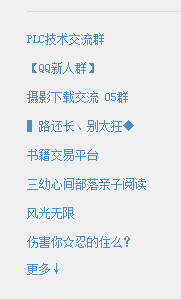 PLC技术交流群
【QQ新人群】
摄影下载交流 05群
▌路还长、别太狂◆
书籍交易平台
三幼心间部落亲子阅读
风光无限
伤害你☆忍的住么？
更多↓